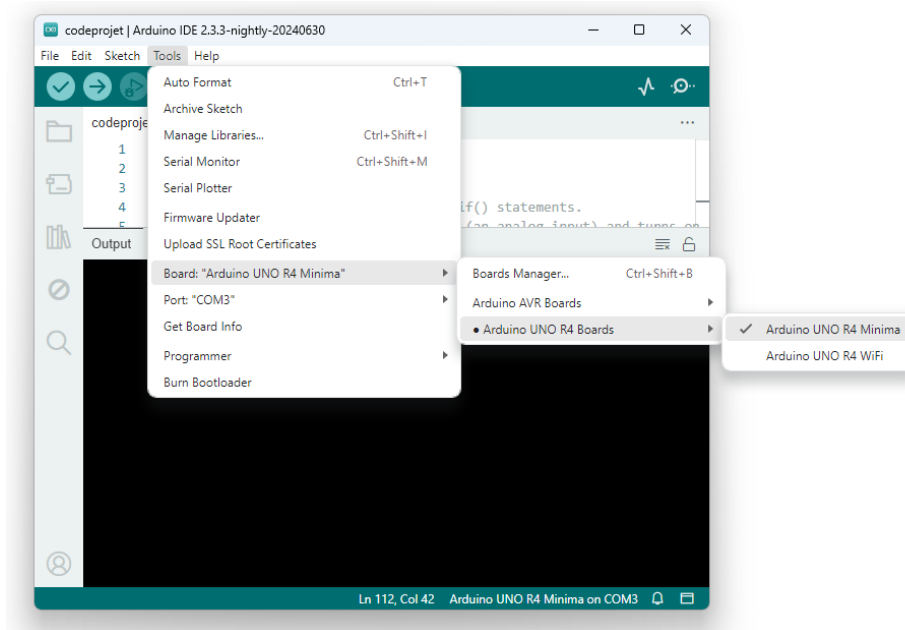 codeprojet | Arduino IDE 2.3.3-nightly-20240630
File Edit Sketch Tools Help
codeproje
1
2
3
4
if() statements.
(an analog input) and turns on
Output
Auto Format Ctrl+T
Archive Sketch
Manage Libraries... Ctrl+Shift+I
Serial Monitor Ctrl+Shift+M
Serial Plotter
Firmware Updater
Upload SSL Root Certificates
Board: "Arduino UNO R4 Minima"
Port: "COM3"
Get Board Info
Programmer
Burn Bootloader
Boards Manager... Ctrl+Shift+B
Arduino AVR Boards
● Arduino UNO R4 Boards
✓ Arduino UNO R4 Minima
Arduino UNO R4 WiFi
Ln 112, Col 42 Arduino UNO R4 Minima on COM3